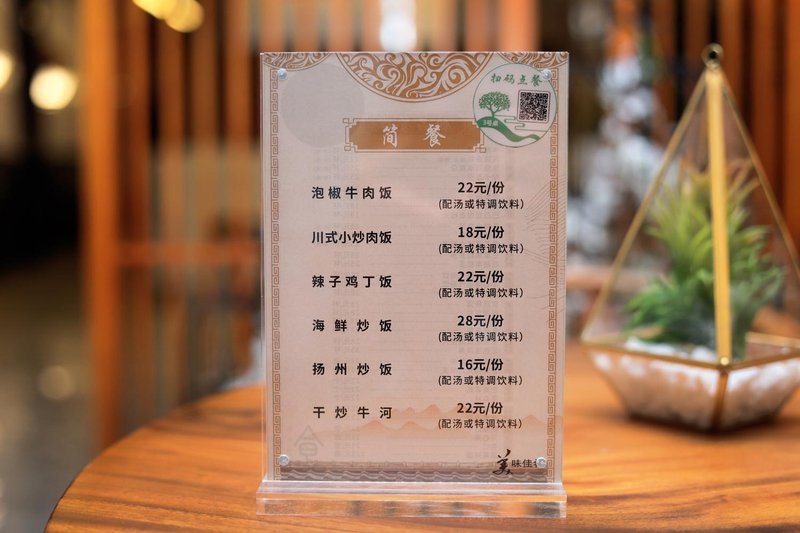 扫码点餐
简餐
泡椒牛肉饭 22元/份
(配汤或特调饮料)
川式小炒肉饭 18元/份
(配汤或特调饮料)
辣子鸡丁饭 22元/份
(配汤或特调饮料)
海鲜炒饭 28元/份
(配汤或特调饮料)
扬州炒饭 16元/份
(配汤或特调饮料)
干炒牛河 22元/份
(配汤或特调饮料)
美味佳